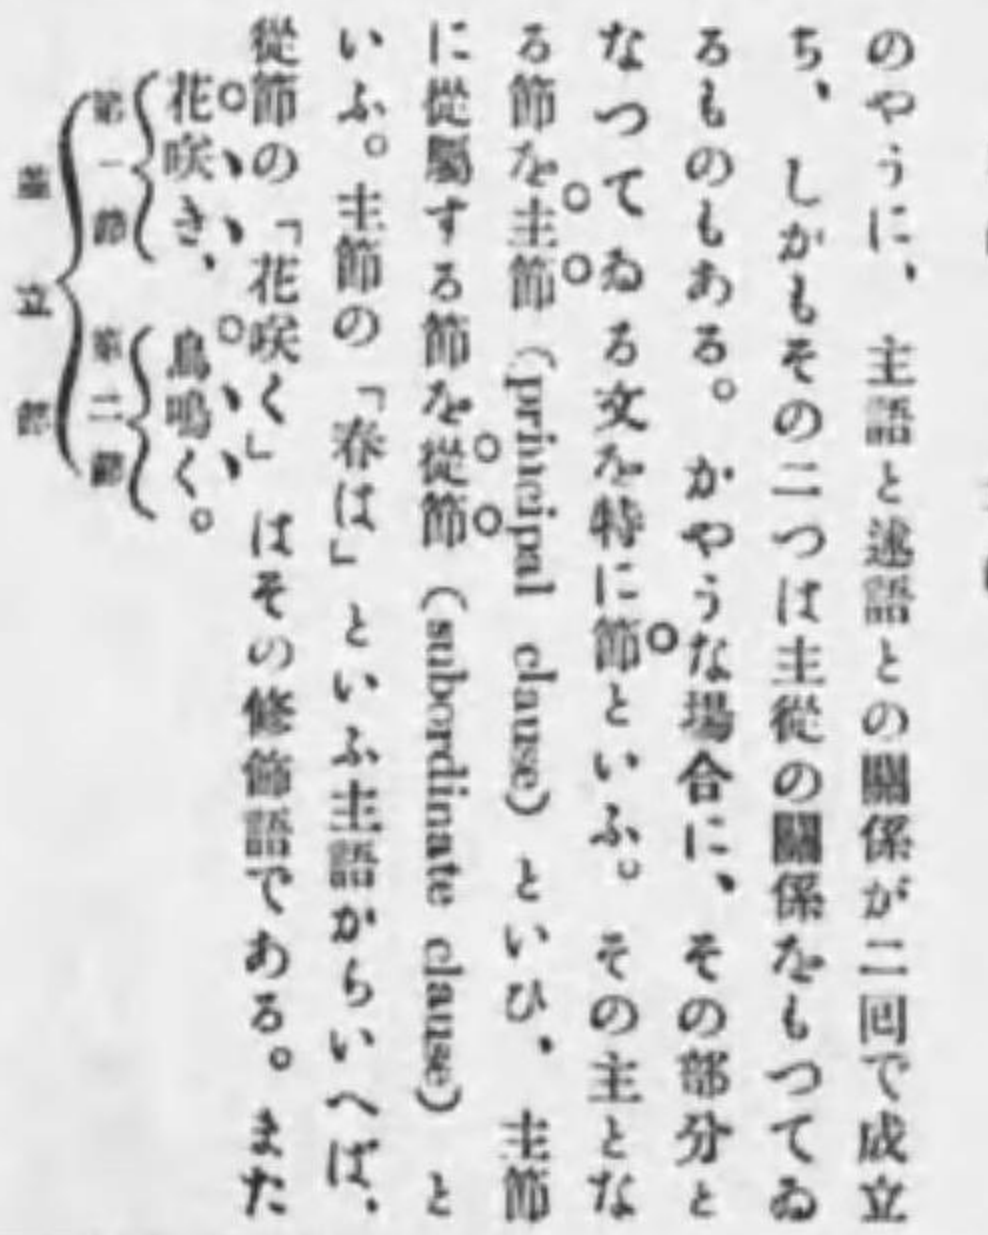 のやうに、主語と述語との關係が二回で成立
ち、しかもその二つは主從の關係をもつてゐ
るものもある。かやうな場合に、その部分と
なつてゐる文を特に節といふ。その主とな
る節を主節（principal clause）といひ、主節
に從屬する節を從節（subordinate clause）と
いふ。主節の「春は」といふ主語からいへば、
從節の「花咲く」はその修飾語である。また
花咲き、鳥鳴く。
第一節 第二節
並立節